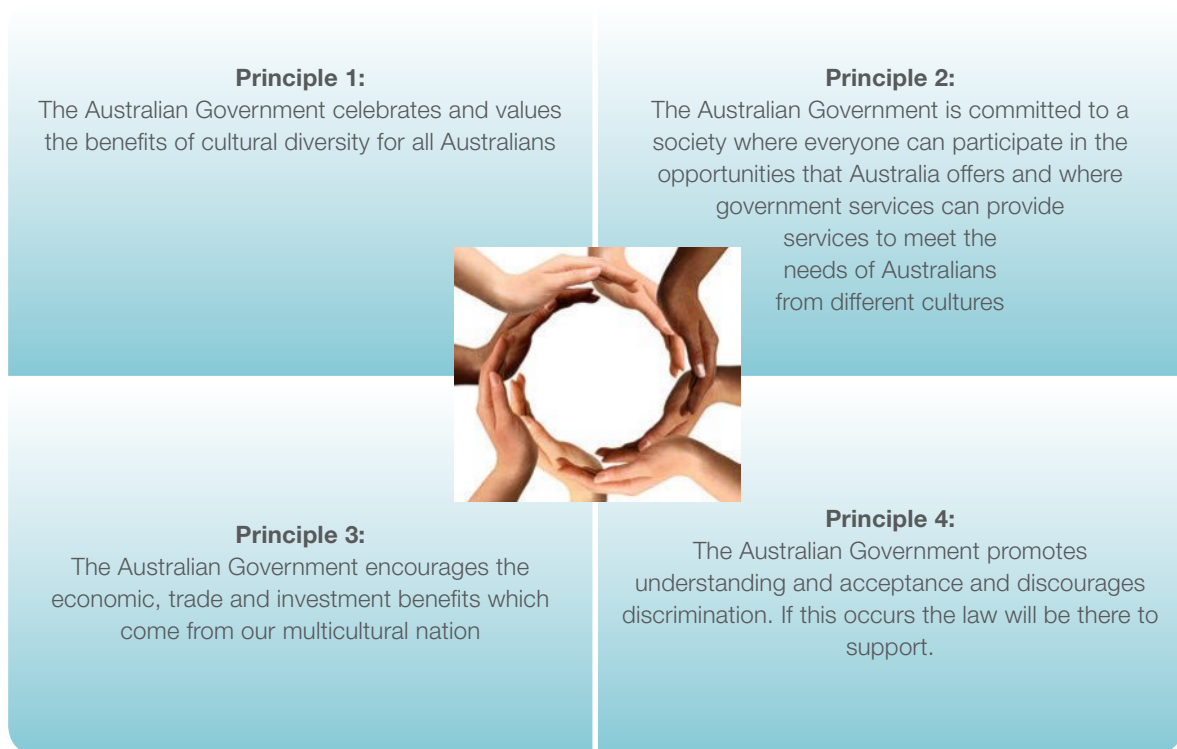 Principle 1:
The Australian Government celebrates and values
the benefits of cultural diversity for all Australians
Principle 2:
The Australian Government is committed to a
society where everyone can participate in the
opportunities that Australia offers and where
government services can provide
services to meet the
needs of Australians
from different cultures
Principle 3:
The Australian Government encourages the
economic, trade and investment benefits which
come from our multicultural nation
Principle 4:
The Australian Government promotes
understanding and acceptance and discourages
discrimination. If this occurs the law will be there to
support.